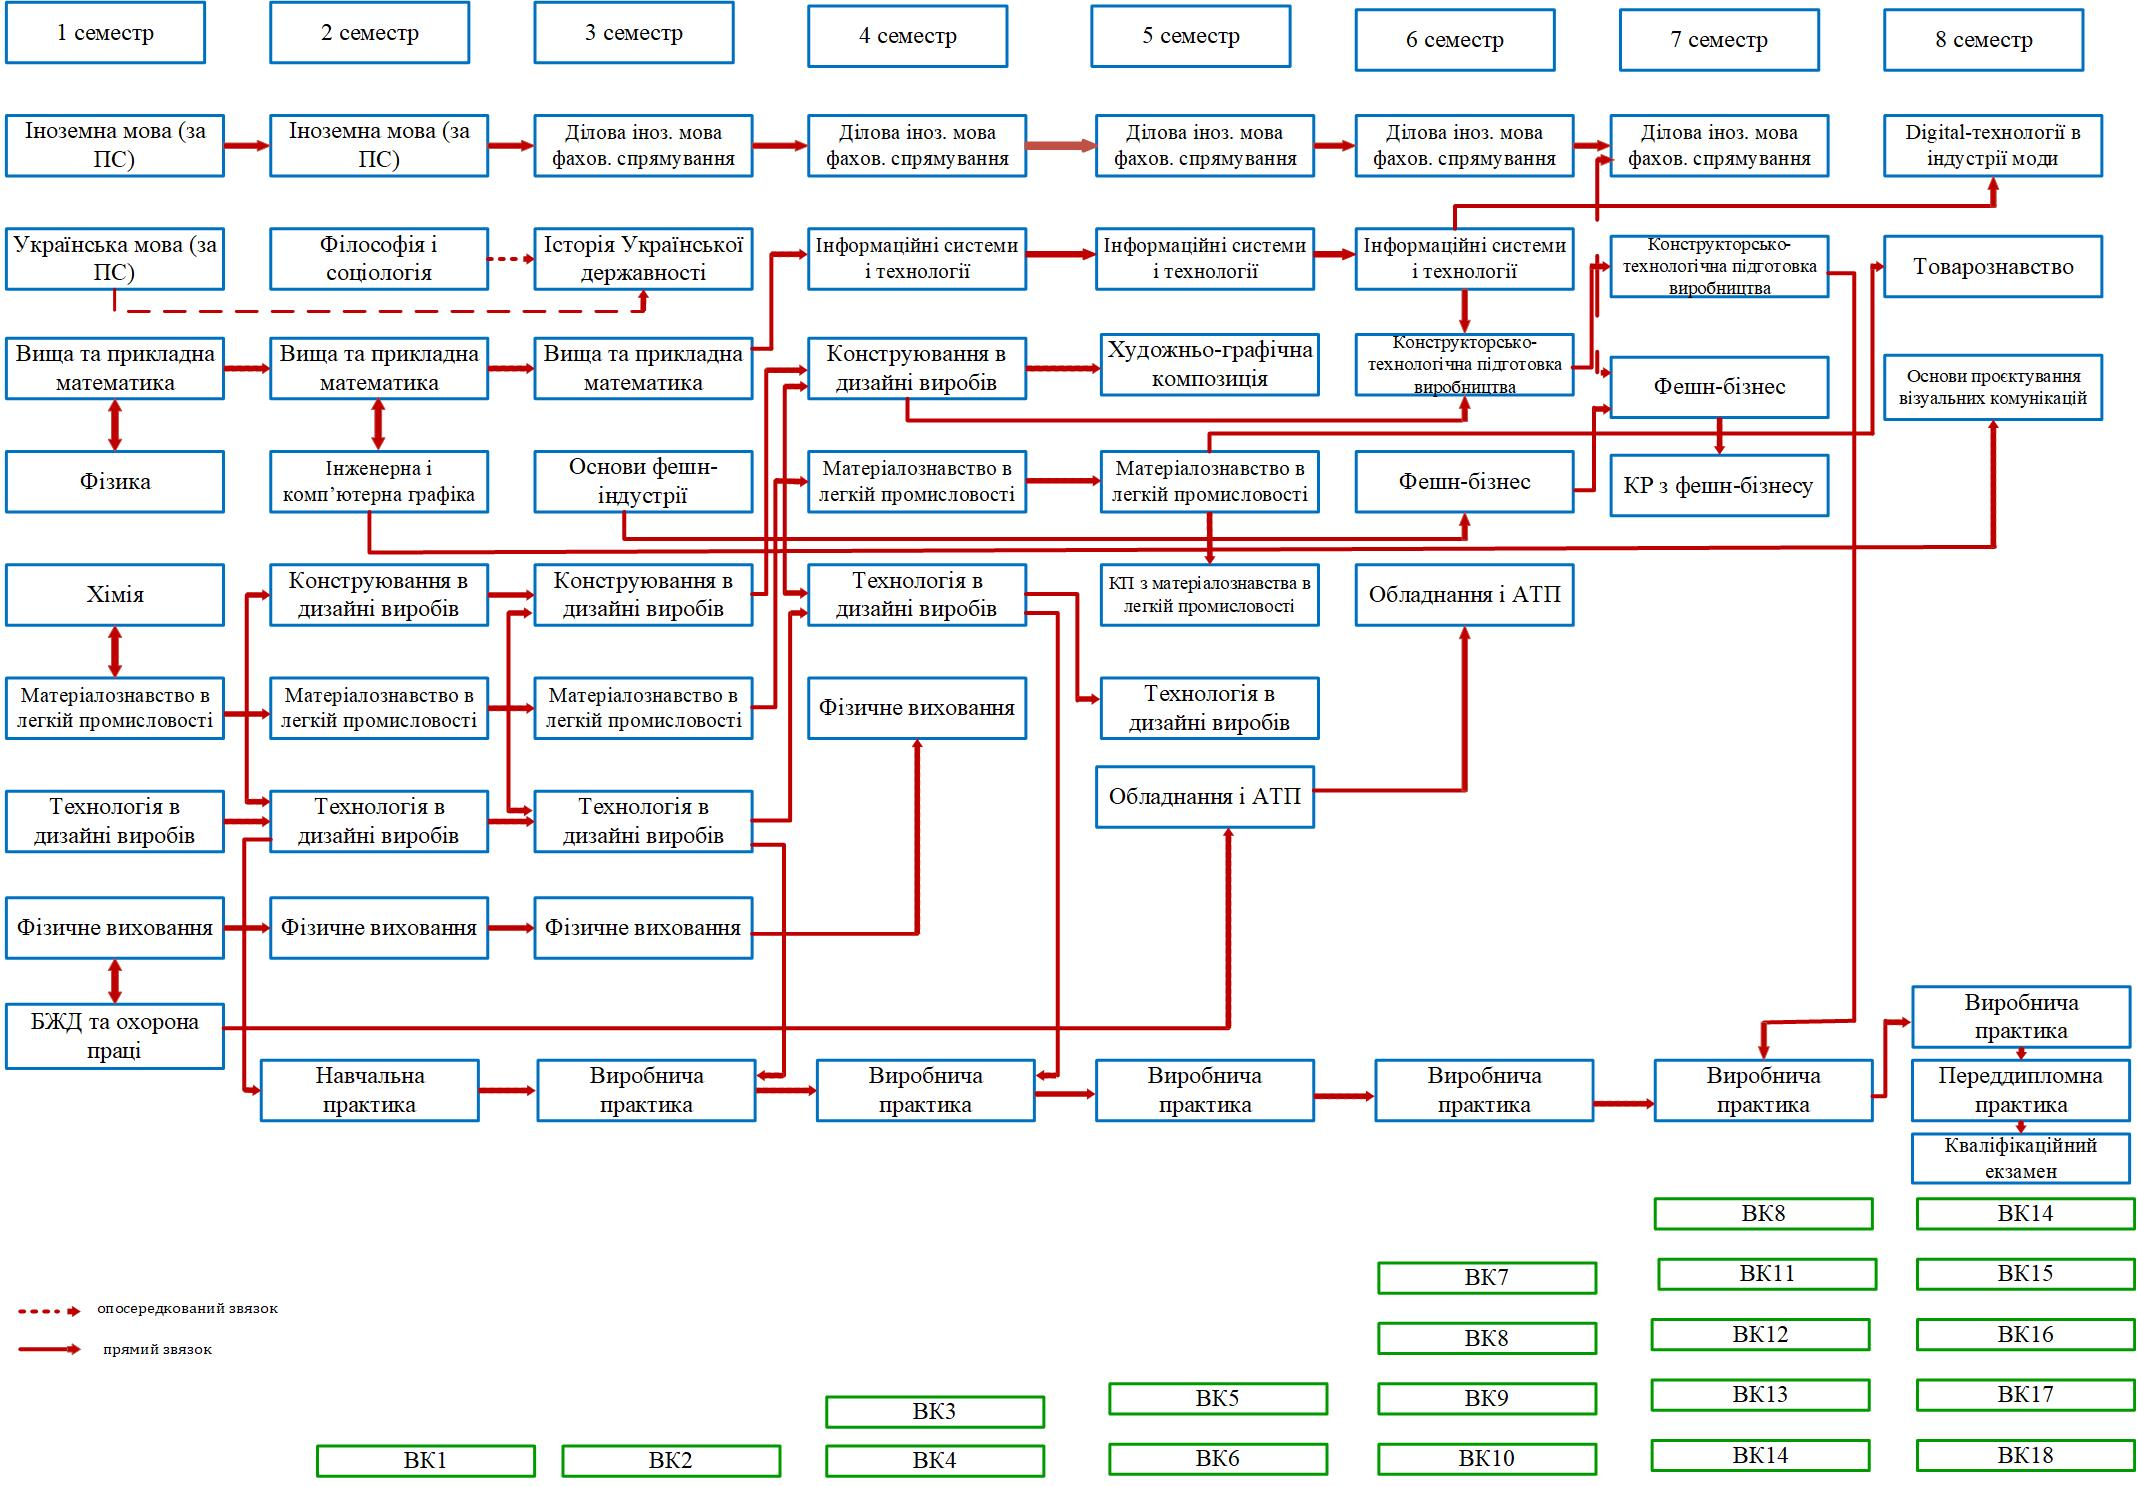 1 семестр
2 семестр
3 семестр
4 семестр
5 семестр
6 семестр
7 семестр
8 семестр
Іноземна мова (за
ПС)
Іноземна мова (за
ПС)
Ділова іноз. мова
фахов. спрямування
Ділова іноз. мова
фахов. спрямування
Ділова іноз. мова
фахов. спрямування
Ділова іноз. мова
фахов. спрямування
Ділова іноз. мова
фахов. спрямування
Digital-технології в
індустрії моди
Українська мова (за
ПС)
Філософія і
соціологія
Історія Української
державності
Інформаційні системи
і технології
Інформаційні системи
і технології
Інформаційні системи
і технології
Конструкторсько-
технологічна підготовка
виробництва
Товарознавство
Вища та прикладна
математика
Вища та прикладна
математика
Вища та прикладна
математика
Конструювання в
дизайні виробів
Художньо-графічна
композиція
Конструкторсько-
технологічна підготовка
виробництва
Фешн-бізнес
Основи проєктування
візуальних комунікацій
Фізика
Інженерна і
комп’ютерна графіка
Основи фешн-
індустрії
Матеріалознавство в
легкій промисловості
Матеріалознавство в
легкій промисловості
Фешн-бізнес
КР з фешн-бізнесу
Хімія
Конструювання в
дизайні виробів
Конструювання в
дизайні виробів
Технологія в
дизайні виробів
КП з матеріалознавства в
легкій промисловості
Обладнання і АТП
Матеріалознавство в
легкій промисловості
Матеріалознавство в
легкій промисловості
Матеріалознавство в
легкій промисловості
Фізичне виховання
Технологія в
дизайні виробів
Технологія в
дизайні виробів
Технологія в
дизайні виробів
Технологія в
дизайні виробів
Обладнання і АТП
Фізичне виховання
Фізичне виховання
Фізичне виховання
БЖД та охорона
праці
Виробнича
практика
Навчальна
практика
Виробнича
практика
Виробнича
практика
Виробнича
практика
Виробнича
практика
Виробнича
практика
Переддипломна
практика
Кваліфікаційний
екзамен
ВК8
ВК14
ВК7
ВК11
ВК15
опосередкований звязок
ВК8
ВК12
ВК16
прямий звязок
ВК3
ВК5
ВК9
ВК13
ВК17
ВК1
ВК2
ВК4
ВК6
ВК10
ВК14
ВК18